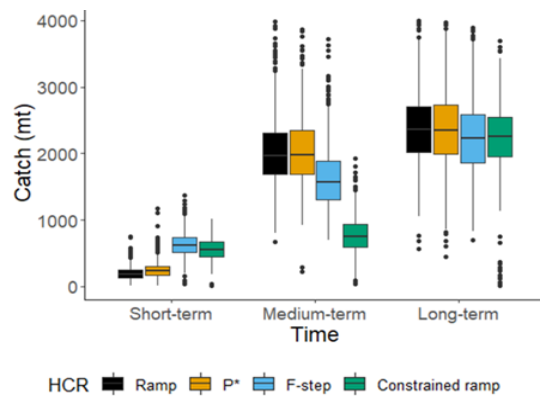 Catch (mt)
4000
3000
2000
1000
0
Short-term Medium-term Long-term
Time
HCR Ramp P* F-step Constrained ramp